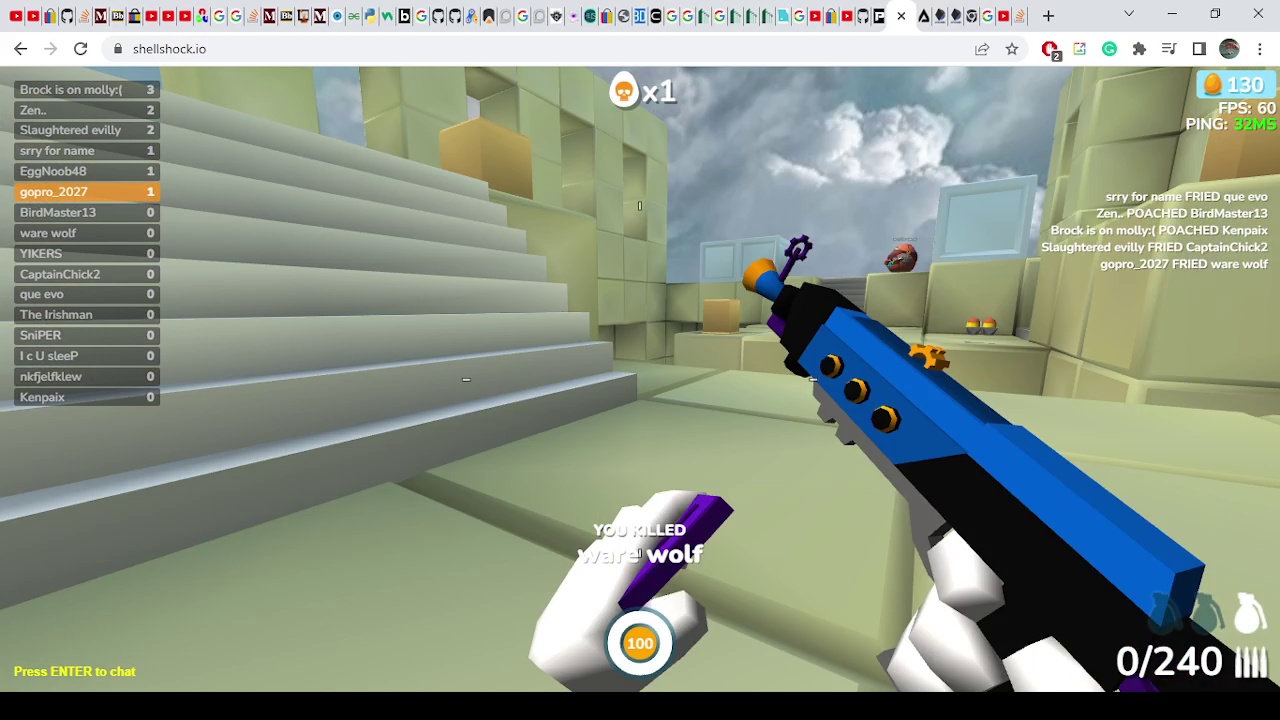 shellshock.io
2
Brock is on molly:( 3
Zen.. 2
Slaughtered evilly 2
srry for name 1
EggNoob48 1
gopro_2027 1
BirdMaster13 0
ware wolf 0
YIKERS 0
CaptainChick2 0
que evo 0
The Irishman 0
SniPER 0
I c U sleeP 0
nkfjelfklew 0
Kenpaix 0
x1
130
FPS: 60
PING: 32MS
srry for name FRIED que evo
Zen.. POACHED BirdMaster13
Brock is on molly:( POACHED Kenpaix
Slaughtered evilly FRIED CaptainChick2
gopro_2027 FRIED ware wolf
YOU KILLED
ware wolf
100
0/240
Press ENTER to chat